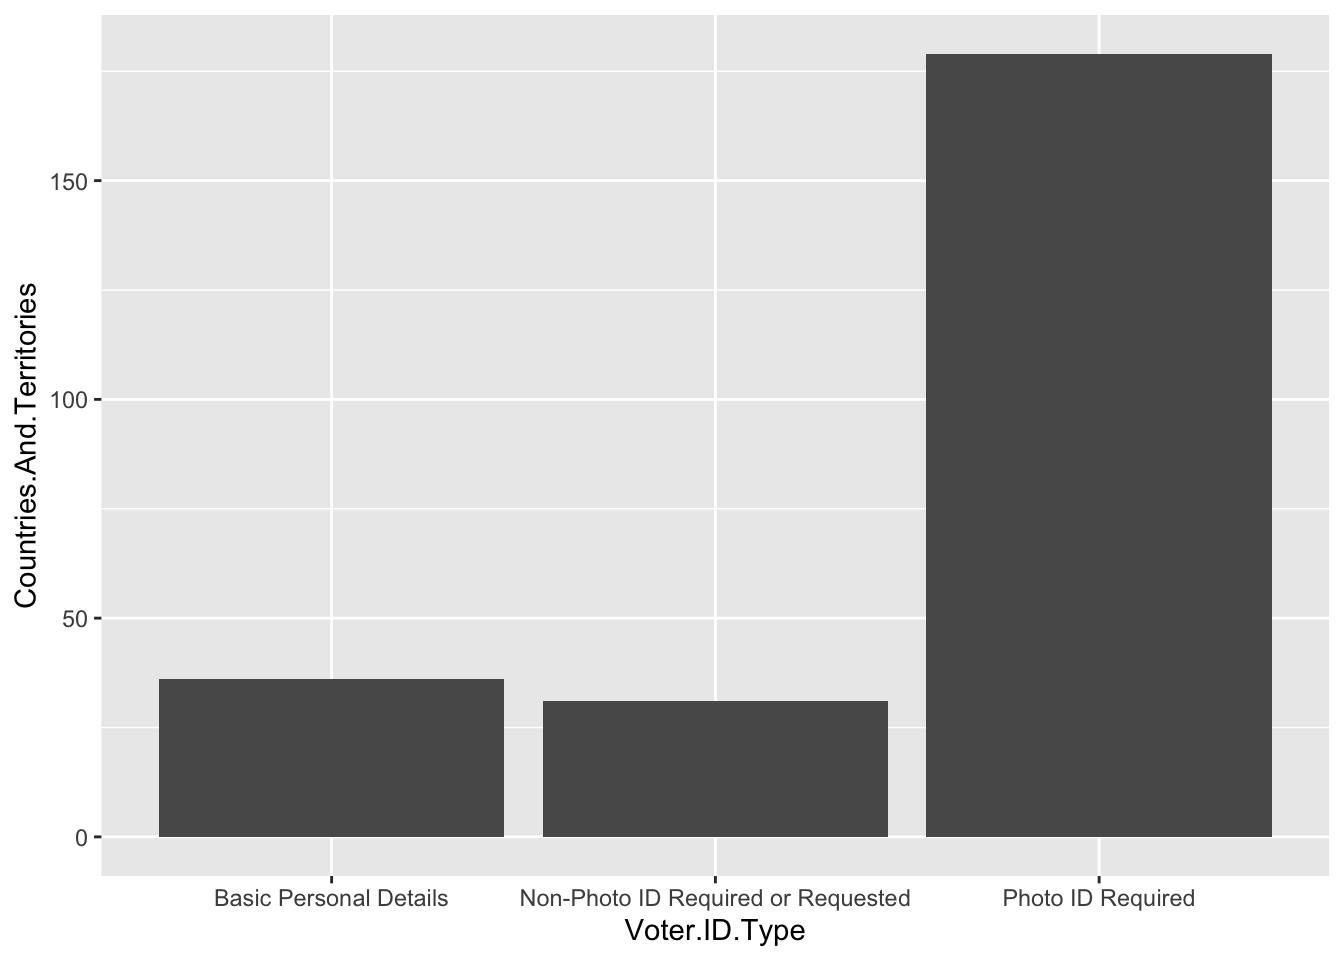 Countries.And.Territories
150
100
50
0
Basic Personal Details
Non-Photo ID Required or Requested
Photo ID Required
Voter.ID.Type